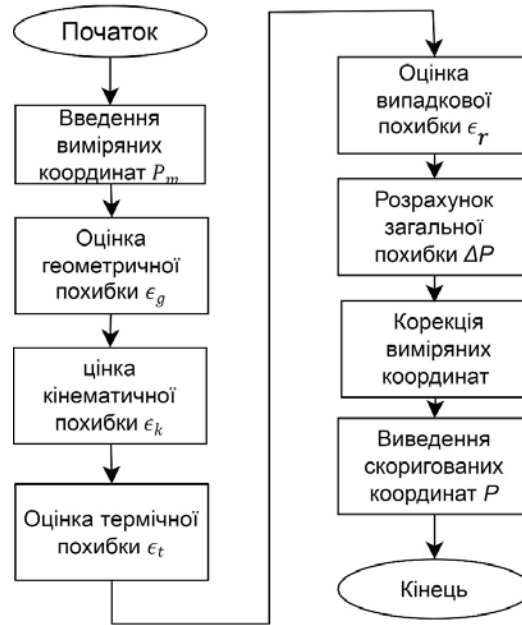 Початок
Введення
виміряних
координат P_m
Оцінка
геометричної
похибки ϵ_g
цінка
кінематичної
похибки ϵ_k
Оцінка термічної
похибки ϵ_t
Оцінка
випадкової
похибки ϵ_r
Розрахунок
загальної
похибки ΔP
Корекція
виміряних
координат
Виведення
скоригованих
координат P
Кінець